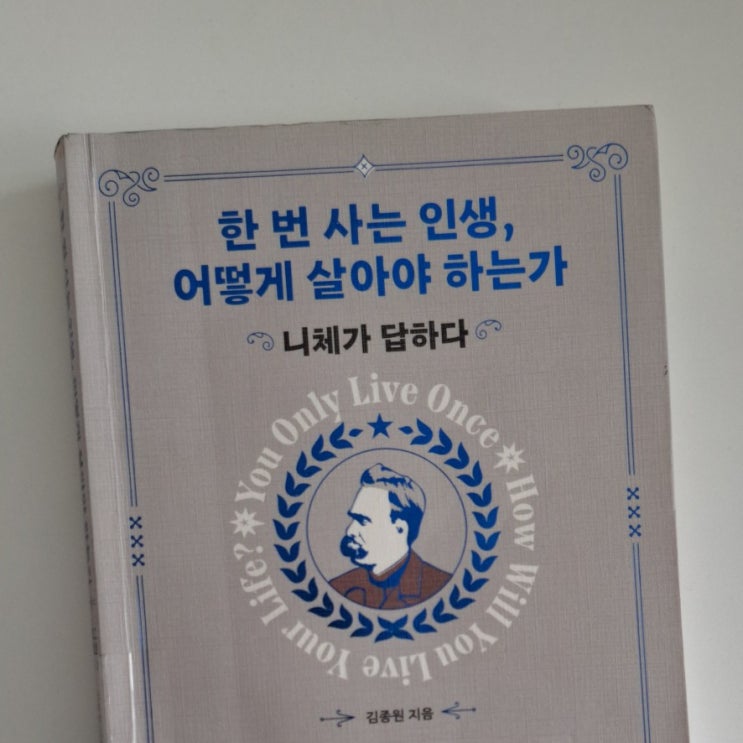 한 번 사는 인생,
어떻게 살아야 하는가
니체가 답하다
You Only Live Once
How Will You Live Your Life?
김종원 지음